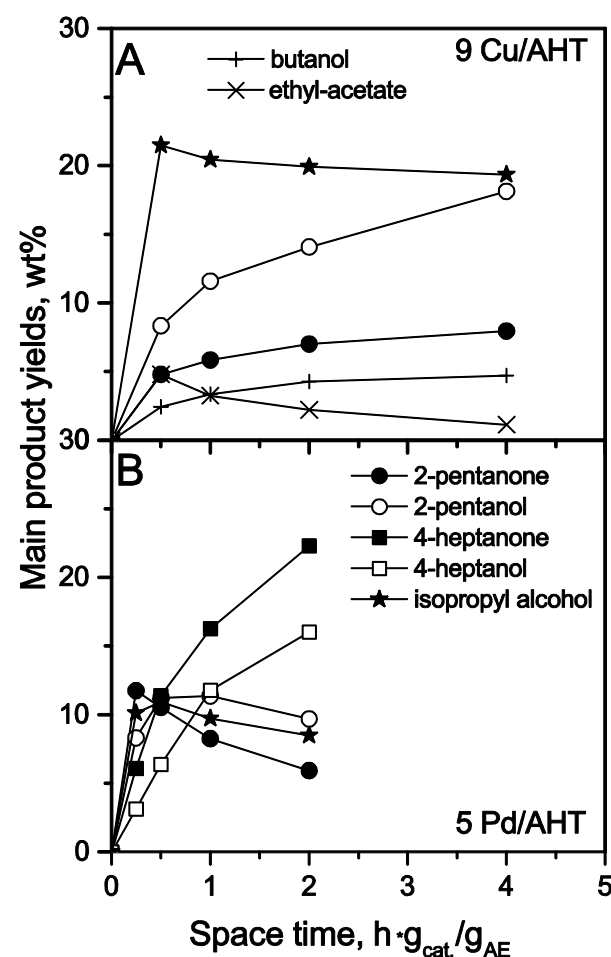 A
9 Cu/AHT
butanol
ethyl-acetate
30
20
10
30
B
2-pentanone
2-pentanol
4-heptanone
4-heptanol
isopropyl alcohol
20
10
0
5 Pd/AHT
0 1 2 3 4 5
Main product yields, wt%
Space time, h*gcat./gAE